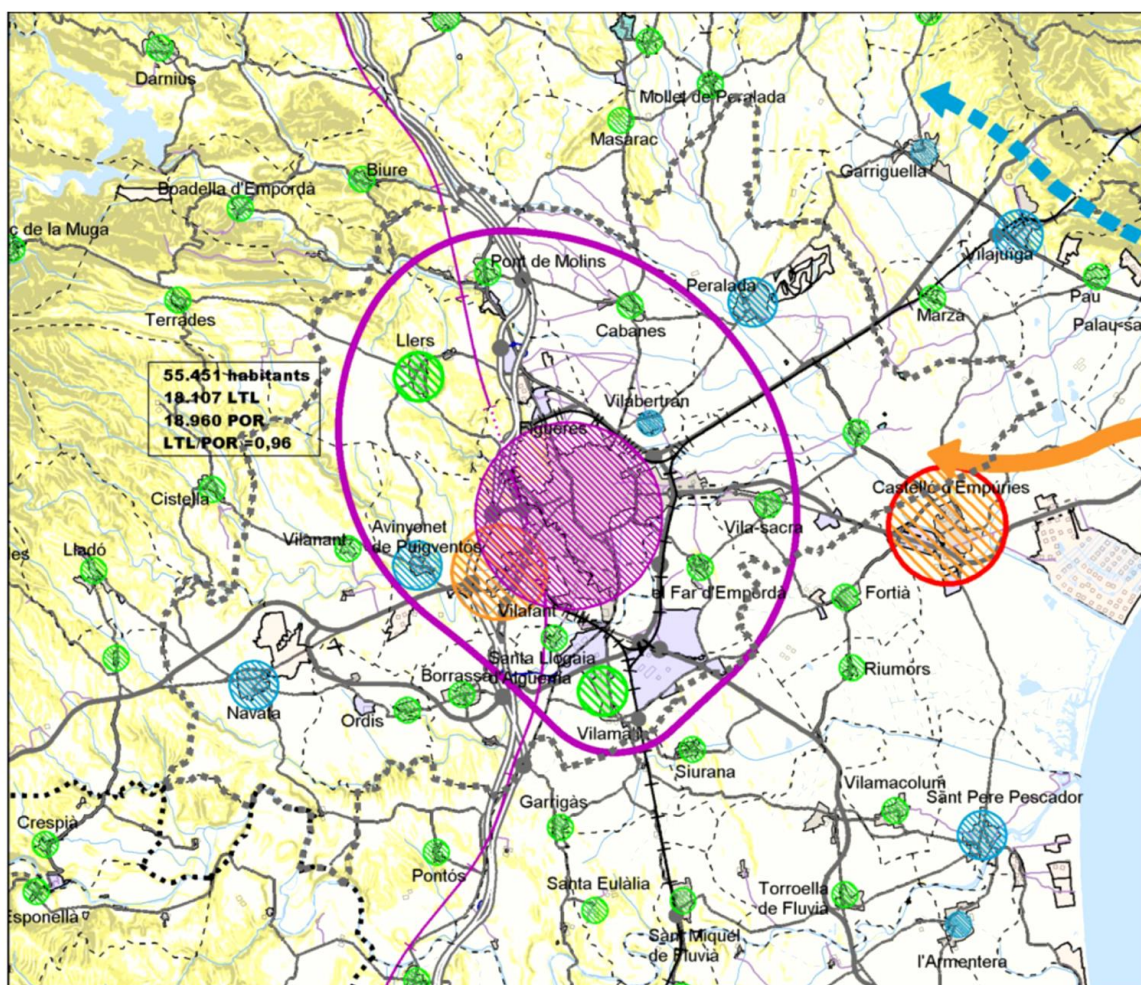 Darnius
Mollet de Peralada
Masarac
Garriguella
Biure
Boadella d'Empordà
c de la Muga
Vilajuïga
Pont de Molins
Peralada
Pau
Terrades
Cabanes
Marzà
Palau-sa
Llers
55.451 habitants
18.107 LTL
18.960 POR
LTL/POR =0,96
Vilabertran
Figueres
Castelló d'Empúries
Cistella
Vila-sacra
Avinyonet
de Puigventós
Vilanant
Lladó
el Far d'Empordà
Fortià
Vilafant
Santa Llogaia
d'Alguema
Riumors
Borrassà
Navata
Ordis
Vilamalla
Siurana
Vilamacolum
Sant Pere Pescador
Garrigàs
Crespià
Pontós
Santa Eulàlia
Torroella
de Fluvia
Esponellà
Sant Miquel
de Fluvià
l'Armentera